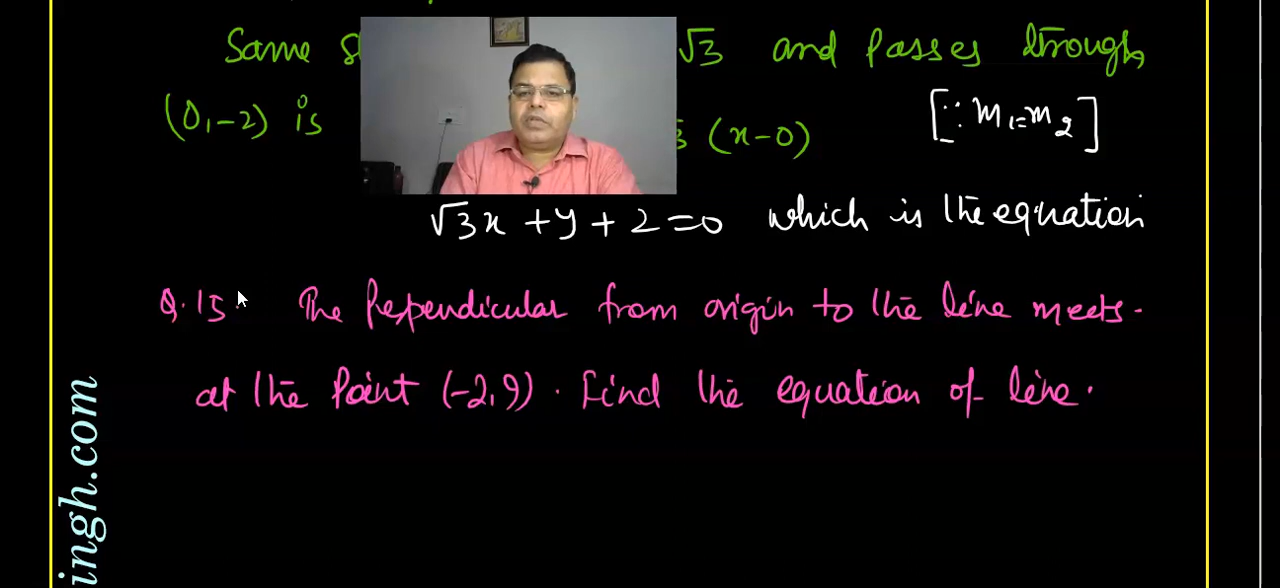 Same √3 and passes through
(0,-2) is (x-0) [∵ m1=m2]
√3x + y + 2 = 0 which is the equation
Q.15. The perpendicular from origin to the line meets.
at the point (-2,9). Find the equation of line.
ingh.com